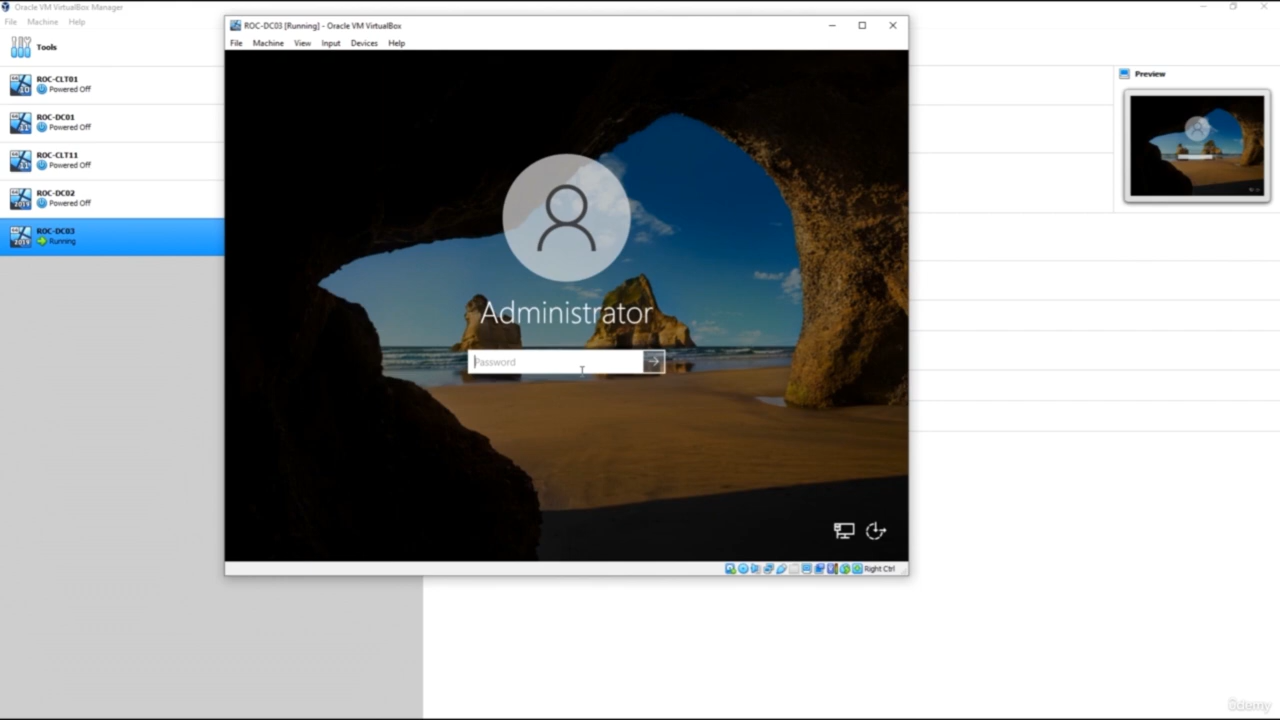 Oracle VM VirtualBox Manager
File Machine Help
Tools
ROC-CLT01
Powered Off
ROC-DC01
Powered Off
ROC-CLT11
Powered Off
ROC-DC02
Powered Off
ROC-DC03
Running
ROC-DC03 [Running] - Oracle VM VirtualBox
File Machine View Input Devices Help
Administrator
Password
Right Ctrl
Preview
ûdemy